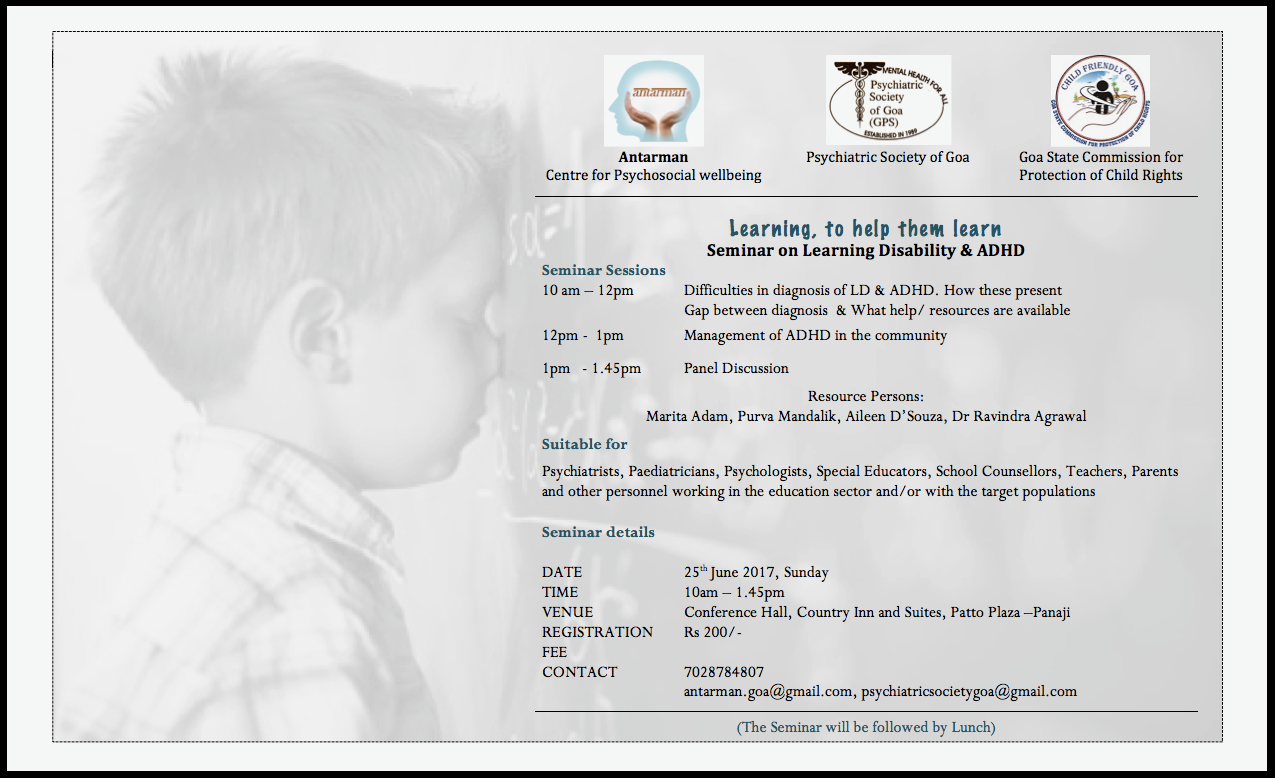 antarman
MENTAL HEALTH FOR ALL
Psychiatric
Society
of Goa
(GPS)
ESTABLISHED IN 1989
CHILD FRIENDLY GOA
GOA STATE COMMISSION FOR PROTECTION OF CHILD RIGHTS
Antarman
Centre for Psychosocial wellbeing
Psychiatric Society of Goa
Goa State Commission for
Protection of Child Rights
Learning, to help them learn
Seminar on Learning Disability & ADHD
Seminar Sessions
10 am – 12pm Difficulties in diagnosis of LD & ADHD. How these present
Gap between diagnosis & What help/ resources are available
12pm - 1pm Management of ADHD in the community
1pm - 1.45pm Panel Discussion
Resource Persons:
Marita Adam, Purva Mandalik, Aileen D’Souza, Dr Ravindra Agrawal
Suitable for
Psychiatrists, Paediatricians, Psychologists, Special Educators, School Counsellors, Teachers, Parents
and other personnel working in the education sector and/or with the target populations
Seminar details
DATE 25th June 2017, Sunday
TIME 10am – 1.45pm
VENUE Conference Hall, Country Inn and Suites, Patto Plaza –Panaji
REGISTRATION Rs 200/-
FEE
CONTACT 7028784807
antarman.goa@gmail.com, psychiatricsocietygoa@gmail.com
(The Seminar will be followed by Lunch)